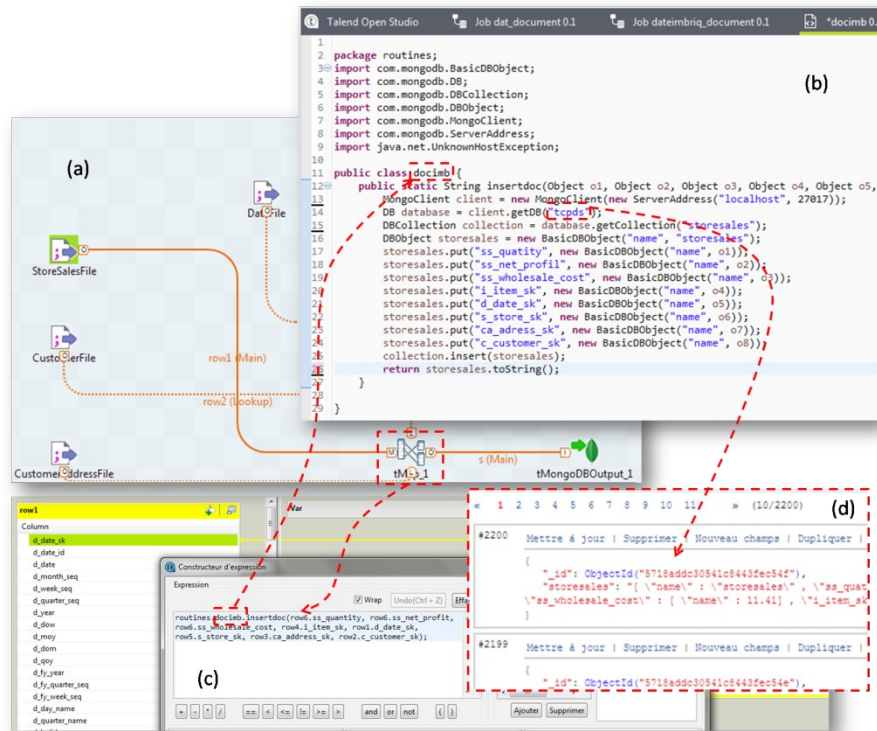 Talend Open Studio
Job dat_document 0.1
Job dateimbriq_document 0.1
*docimb 0.
(b)
1
2 package routines;
3 import com.mongodb.BasicDBObject;
4 import com.mongodb.DB;
5 import com.mongodb.DBCollection;
6 import com.mongodb.DBObject;
7 import com.mongodb.MongoClient;
8 import com.mongodb.ServerAddress;
9 import java.net.UnknownHostException;
10
11 public class docimb {
12 public static String insertdoc(Object o1, Object o2, Object o3, Object o4, Object o5,
13 MongoClient client = new MongoClient(new ServerAddress("localhost", 27017));
14 DB database = client.getDB("tcpds");
15 DBCollection collection = database.getCollection("storesales");
16 DBObject storesales = new BasicDBObject("name", "storesales");
17 storesales.put("ss_quatity", new BasicDBObject("name", o1));
18 storesales.put("ss_net_profil", new BasicDBObject("name", o2));
19 storesales.put("ss_wholesale_cost", new BasicDBObject("name", o3));
20 storesales.put("i_item_sk", new BasicDBObject("name", o4));
21 storesales.put("d_date_sk", new BasicDBObject("name", o5));
22 storesales.put("s_store_sk", new BasicDBObject("name", o6));
23 storesales.put("ca_adress_sk", new BasicDBObject("name", o7));
24 storesales.put("c_customer_sk", new BasicDBObject("name", o8));
25 collection.insert(storesales);
26 return storesales.toString();
27 }
28
29 }
(a)
StoreSalesFile
row1 (Main)
row2 (Lookup)
s (Main)
tMongoDBOutput_1
row1
Column
d_date_sk
d_date_id
d_date
d_month_seq
d_week_seq
d_quarter_seq
d_year
d_dow
d_moy
d_dom
d_qoy
d_fy_year
d_fy_quarter_seq
d_fy_week_seq
d_day_name
d_quarter_name
Var
Constructeur d'expression
Expression
Wrap
Undo(Ctrl + Z)
Effa
routines.docimb.insertdoc(row6.ss_quantity, row6.ss_net_profit,
row6.ss_wholesale_cost, row4.i_item_sk, row1.d_date_sk,
row5.s_store_sk, row3.ca_address_sk, row2.c_customer_sk);
(c)
+ - * / == < <= != >= > and or not ( )
Ajouter Supprimer
(d)
« 1 2 3 4 5 6 7 8 9 10 11 » (10/2200)
#2200 Mettre à jour | Supprimer | Nouveau champs | Dupliquer |
{
"_id": ObjectId("5718addc30541c8443fec54f"),
"storesales": "[ \"name\" : \"storesales\" , \"ss_quat
\"ss_wholesale_cost\" : [ \"name\" : 11.41] , \"i_item_sk
#2199 Mettre à jour | Supprimer | Nouveau champs | Dupliquer |
{
"_id": ObjectId("5718addc30541c8443fec54e"),